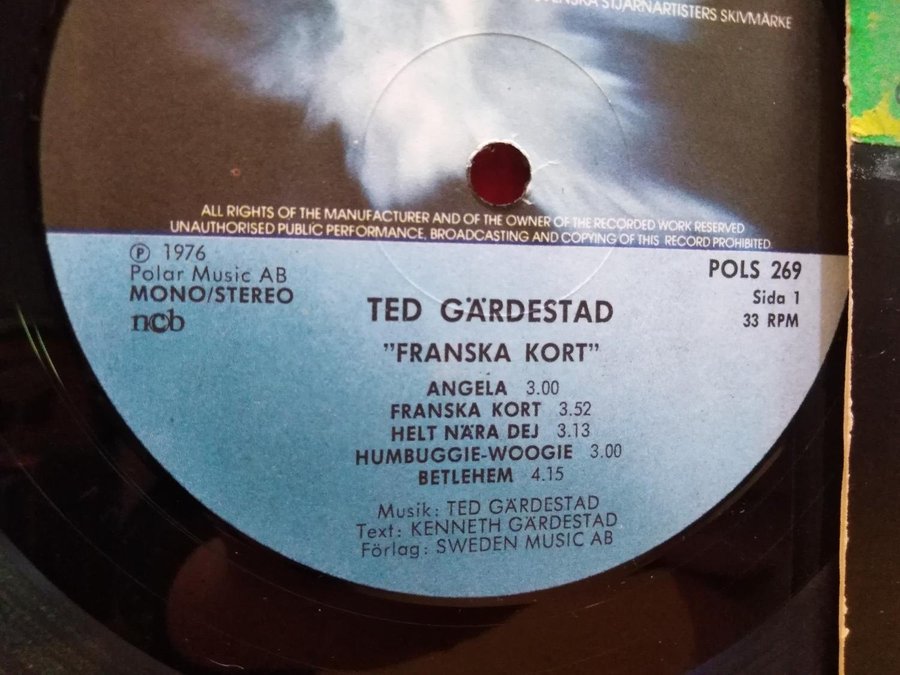 SVENSKA STJÄRNARTISTERS SKIVMÄRKE
ALL RIGHTS OF THE MANUFACTURER AND OF THE OWNER OF THE RECORDED WORK RESERVED
UNAUTHORISED PUBLIC PERFORMANCE, BROADCASTING AND COPYING OF THIS RECORD PROHIBITED
Ⓟ 1976
Polar Music AB
MONO/STEREO
ncb
POLS 269
Sida 1
33 RPM
TED GÄRDESTAD
"FRANSKA KORT"
ANGELA 3.00
FRANSKA KORT 3.52
HELT NÄRA DEJ 3.13
HUMBUGGIE-WOOGIE 3.00
BETLEHEM 4.15
Musik: TED GÄRDESTAD
Text: KENNETH GÄRDESTAD
Förlag: SWEDEN MUSIC AB